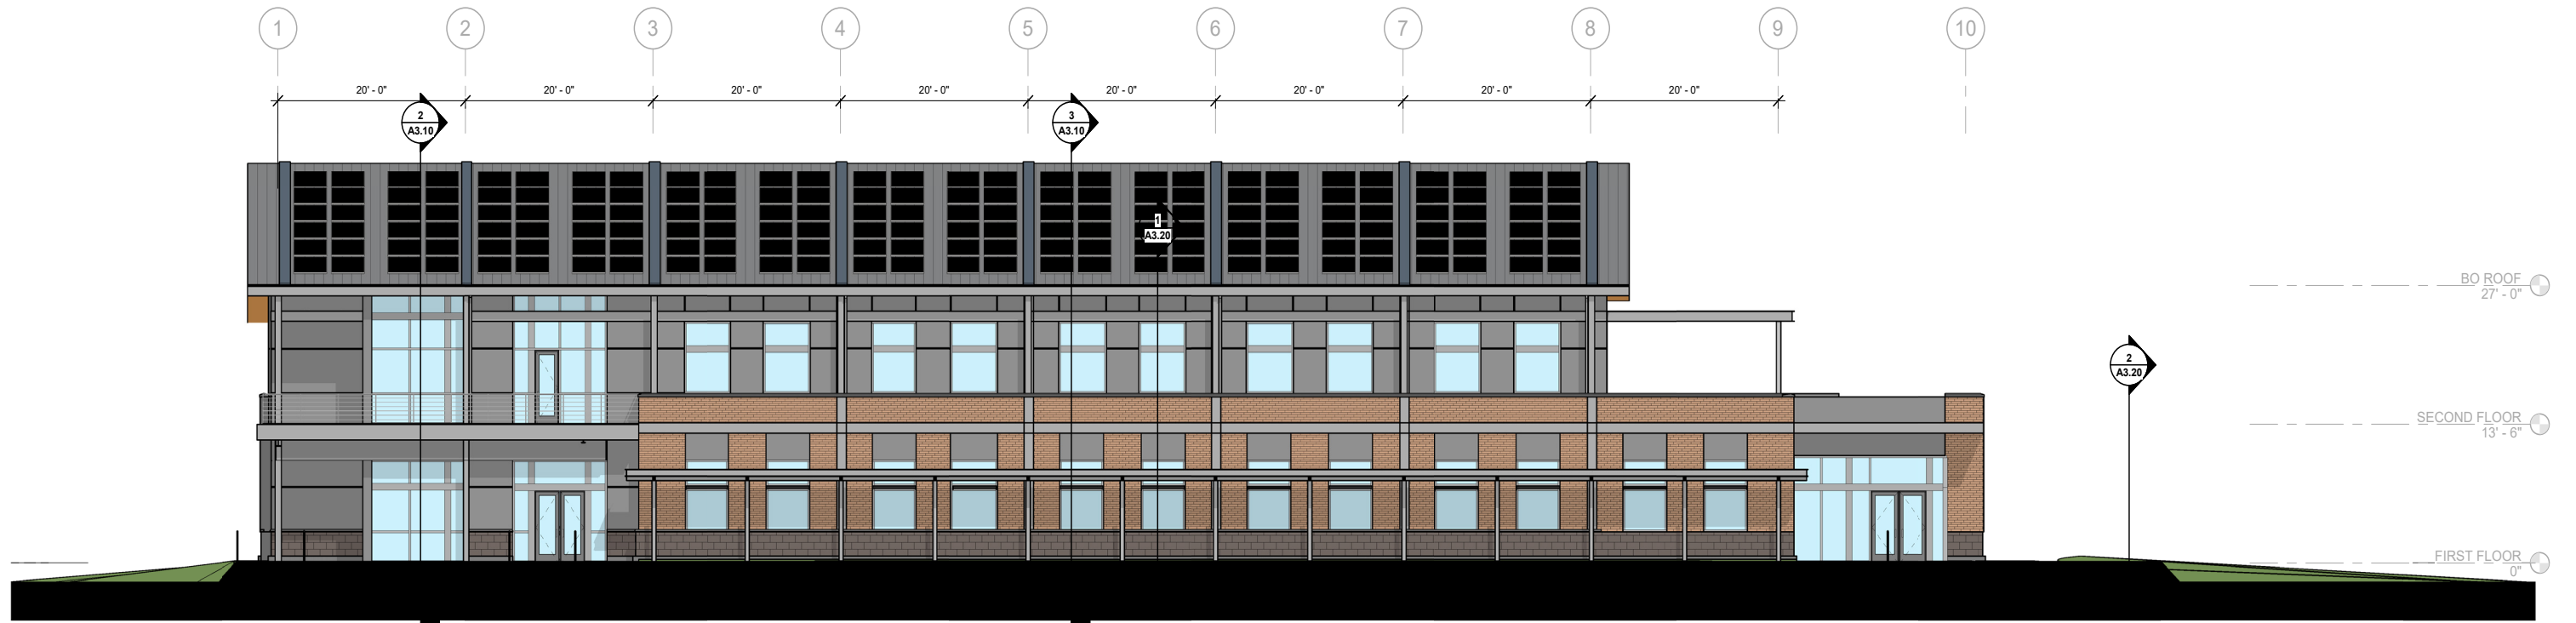 1 2 3 4 5 6 7 8 9 10
20' - 0" 20' - 0" 20' - 0" 20' - 0" 20' - 0" 20' - 0" 20' - 0" 20' - 0"
2
A3.10
3
A3.10
1
A3.20
BO ROOF
27' - 0"
2
A3.20
SECOND FLOOR
13' - 6"
FIRST FLOOR
0"